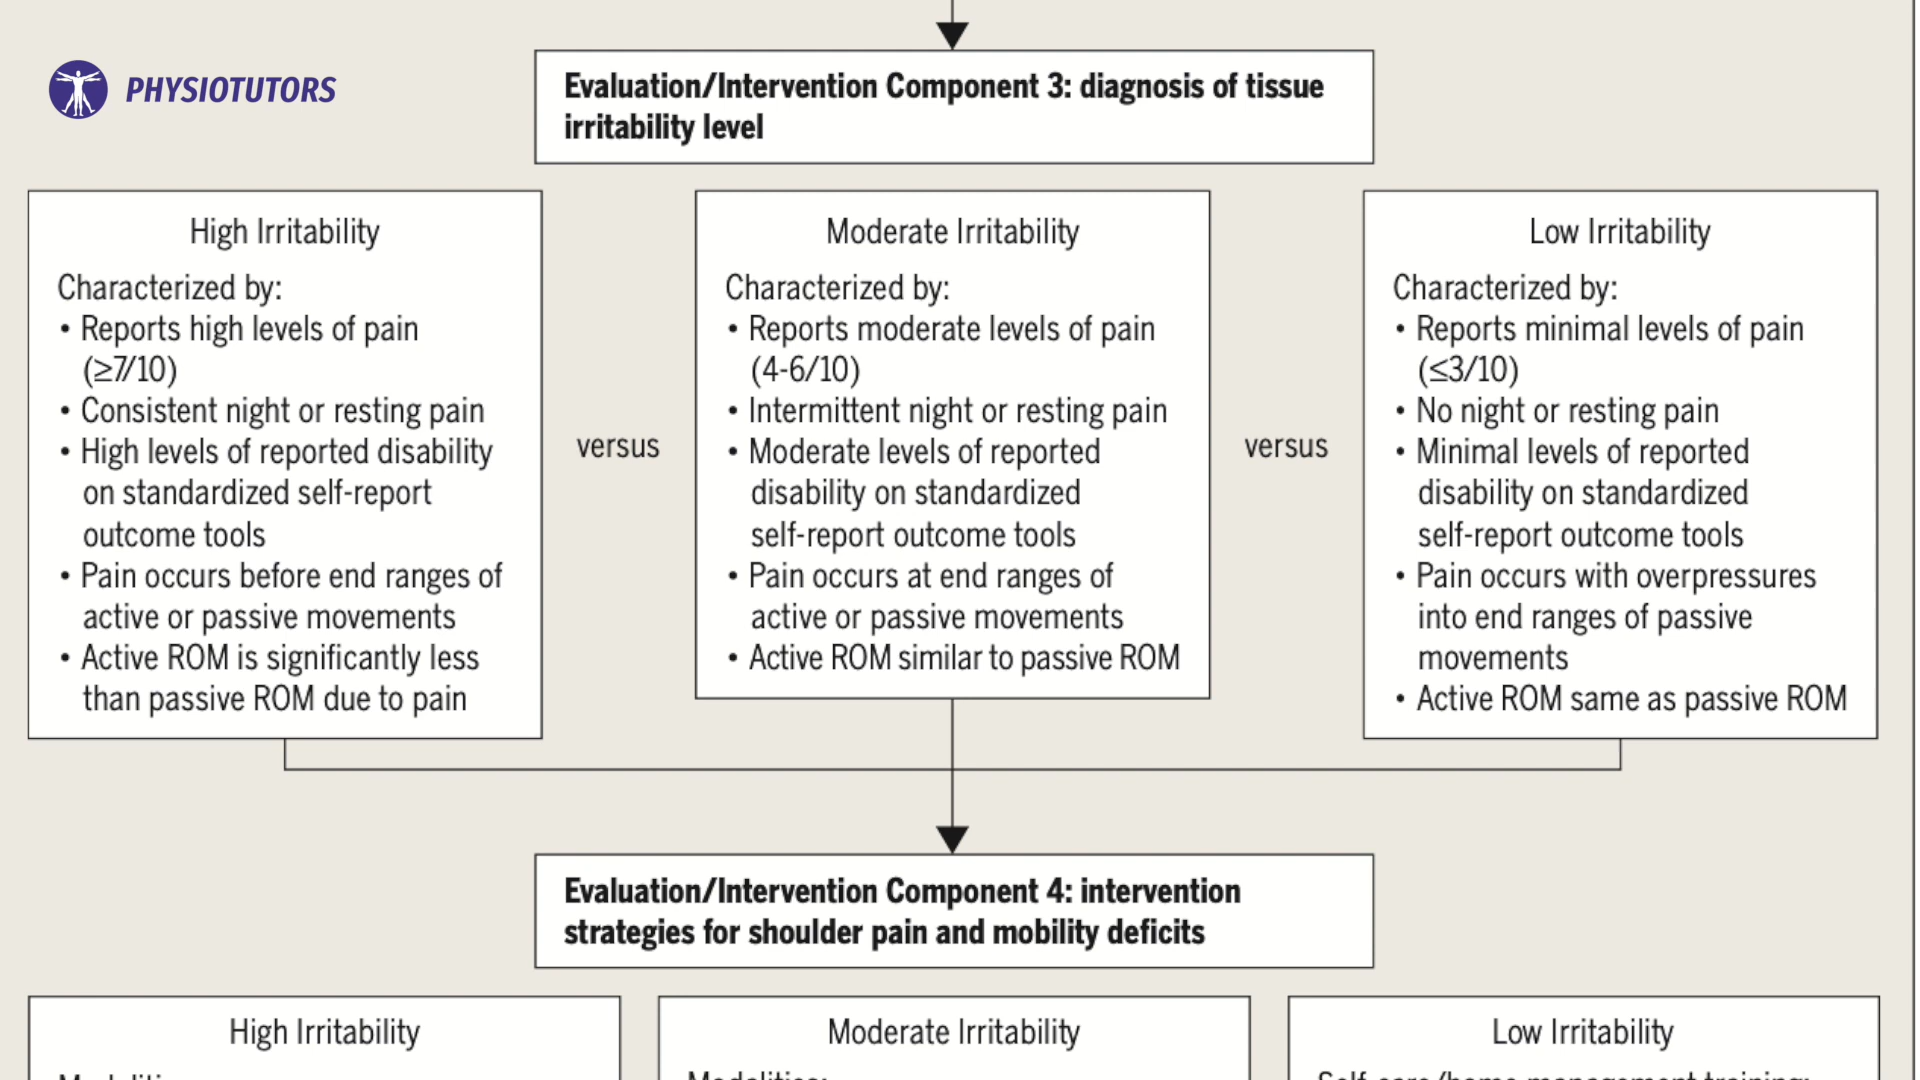 PHYSIOTUTORS
Evaluation/Intervention Component 3: diagnosis of tissue
irritability level
High Irritability
Characterized by:
• Reports high levels of pain
(≥7/10)
• Consistent night or resting pain
• High levels of reported disability
on standardized self-report
outcome tools
• Pain occurs before end ranges of
active or passive movements
• Active ROM is significantly less
than passive ROM due to pain
versus
Moderate Irritability
Characterized by:
• Reports moderate levels of pain
(4-6/10)
• Intermittent night or resting pain
• Moderate levels of reported
disability on standardized
self-report outcome tools
• Pain occurs at end ranges of
active or passive movements
• Active ROM similar to passive ROM
versus
Low Irritability
Characterized by:
• Reports minimal levels of pain
(≤3/10)
• No night or resting pain
• Minimal levels of reported
disability on standardized
self-report outcome tools
• Pain occurs with overpressures
into end ranges of passive
movements
• Active ROM same as passive ROM
Evaluation/Intervention Component 4: intervention
strategies for shoulder pain and mobility deficits
High Irritability
Moderate Irritability
Modalities:
Low Irritability
Self-care/home management training: